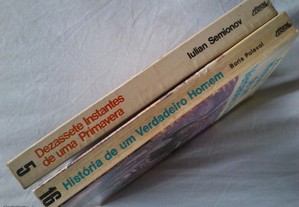 5
Dezassete Instantes
de uma Primavera
Iulian Semionov
16
História de um Verdadeiro Homem
Boris Polevoi